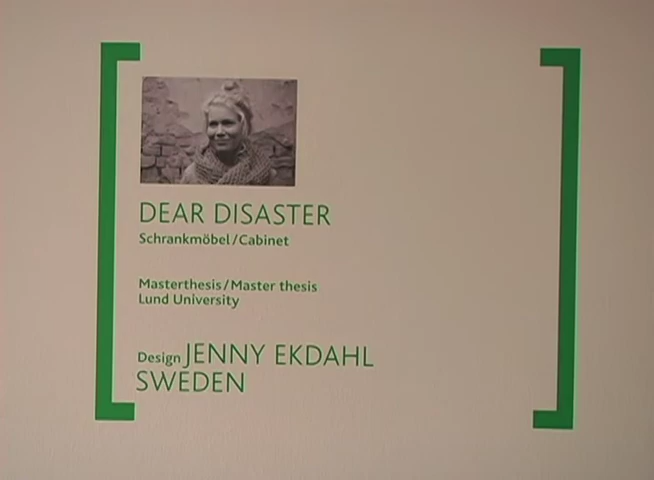 DEAR DISASTER
Schrankmöbel/Cabinet
Masterthesis/Master thesis
Lund University
Design JENNY EKDAHL
SWEDEN